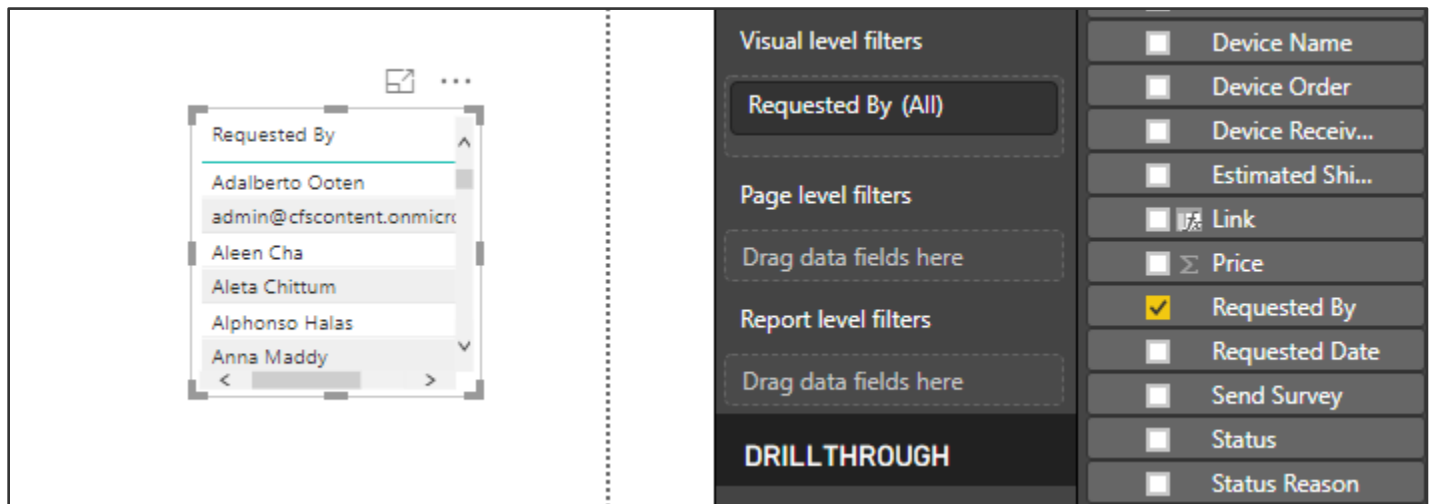 Requested By
Adalberto Ooten
admin@cfscontent.onmicro
Aleen Cha
Aleta Chittum
Alphonso Halas
Anna Maddy
Visual level filters
Requested By (All)
Page level filters
Drag data fields here
Report level filters
Drag data fields here
DRILLTHROUGH
Device Name
Device Order
Device Receiv...
Estimated Shi...
Link
Price
Requested By
Requested Date
Send Survey
Status
Status Reason